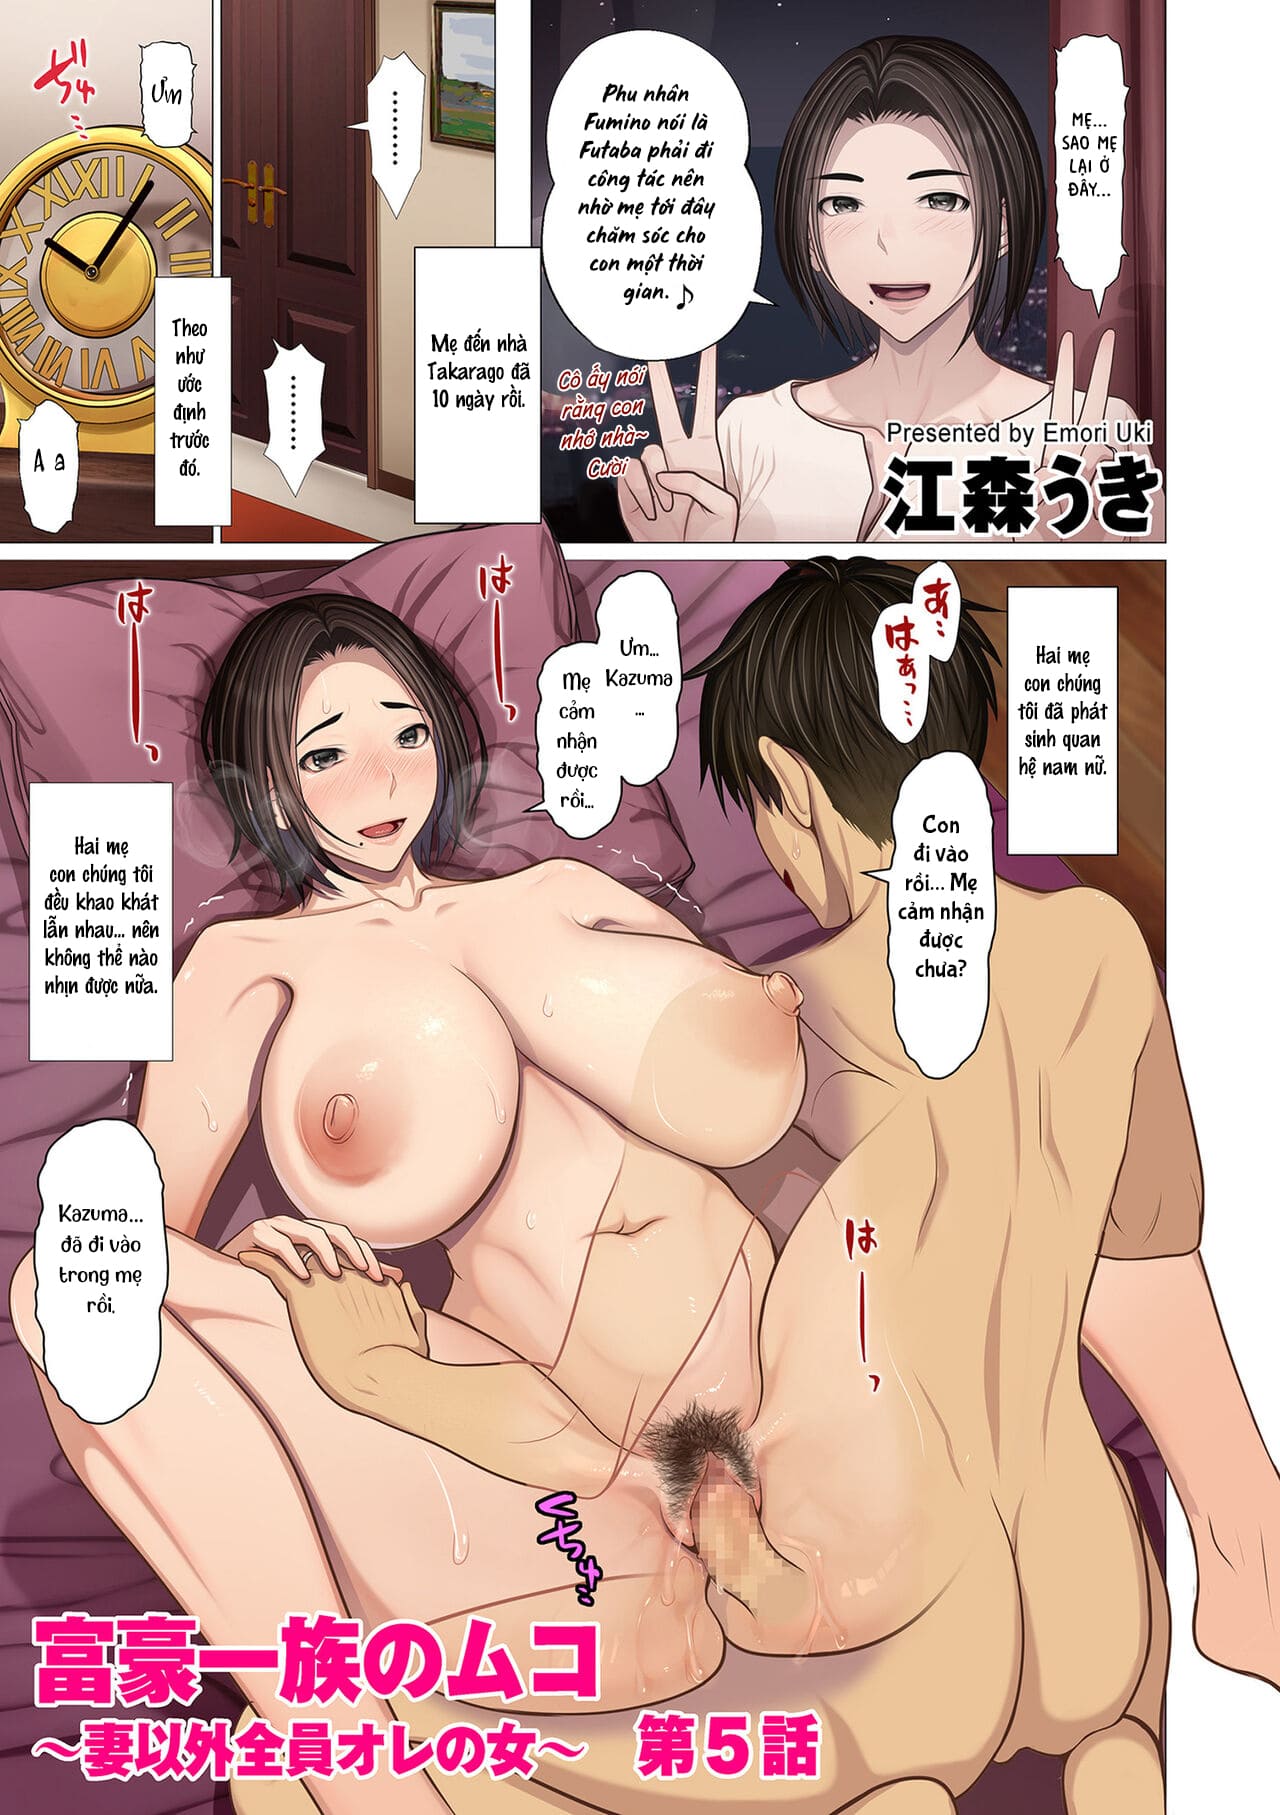 MẸ...
SAO MẸ
LẠI Ở
ĐÂY...
Phu nhân
Fumino nói là
Futaba phải đi
công tác nên
nhờ mẹ tới đây
chăm sóc cho
con một thời
gian.♪
Cô ấy nói
rằng con
nhớ nhà~
Cười
Presented by Emori Uki
江森うき
.........
Mẹ đến nhà
Takarago đã
10 ngày rồi.
.........
ぢゅ
Ưm
XII
Theo
như
ước
định
trước
đó.
A a
Hai mẹ
con chúng
tôi đã phát
sinh quan
hệ nam nữ.
あ…
はぁっ…
Con
đi vào
rồi... Mẹ
cảm nhận
được
chưa?
Ưm...
Kazuma
...
Mẹ
cảm
nhận
được
rồi...
はーっ
はーっ
Hai mẹ
con chúng tôi
đều khao khát
lẫn nhau... nên
không thể nào
nhịn được nữa.
Kazuma...
đã đi vào
trong mẹ
rồi.
はーっ
くちゅ
富豪一族のムコ
～妻以外全員オレの女～ 第5話